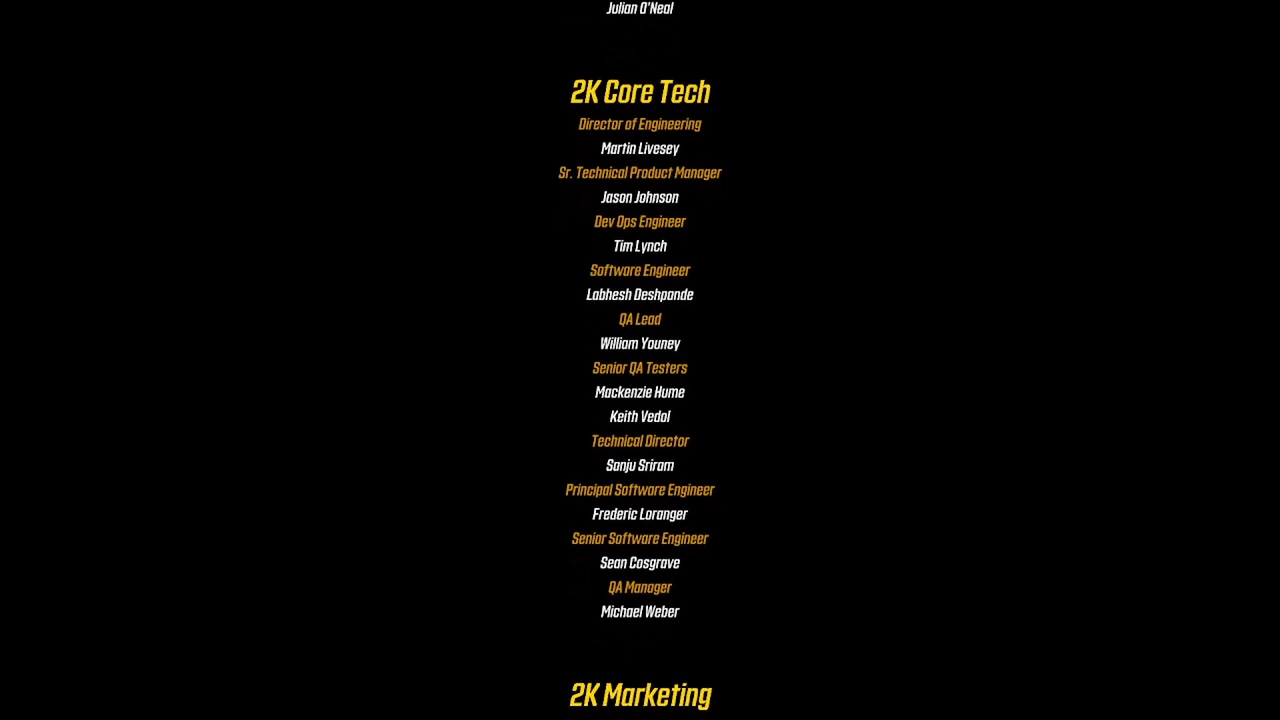 Julian O'Neal
2K Core Tech
Director of Engineering
Martin Livesey
Sr. Technical Product Manager
Jason Johnson
Dev Ops Engineer
Tim Lynch
Software Engineer
Labhesh Deshpande
QA Lead
William Youney
Senior QA Testers
Mackenzie Hume
Keith Vedol
Technical Director
Sanju Sriram
Principal Software Engineer
Frederic Loranger
Senior Software Engineer
Sean Cosgrave
QA Manager
Michael Weber
2K Marketing